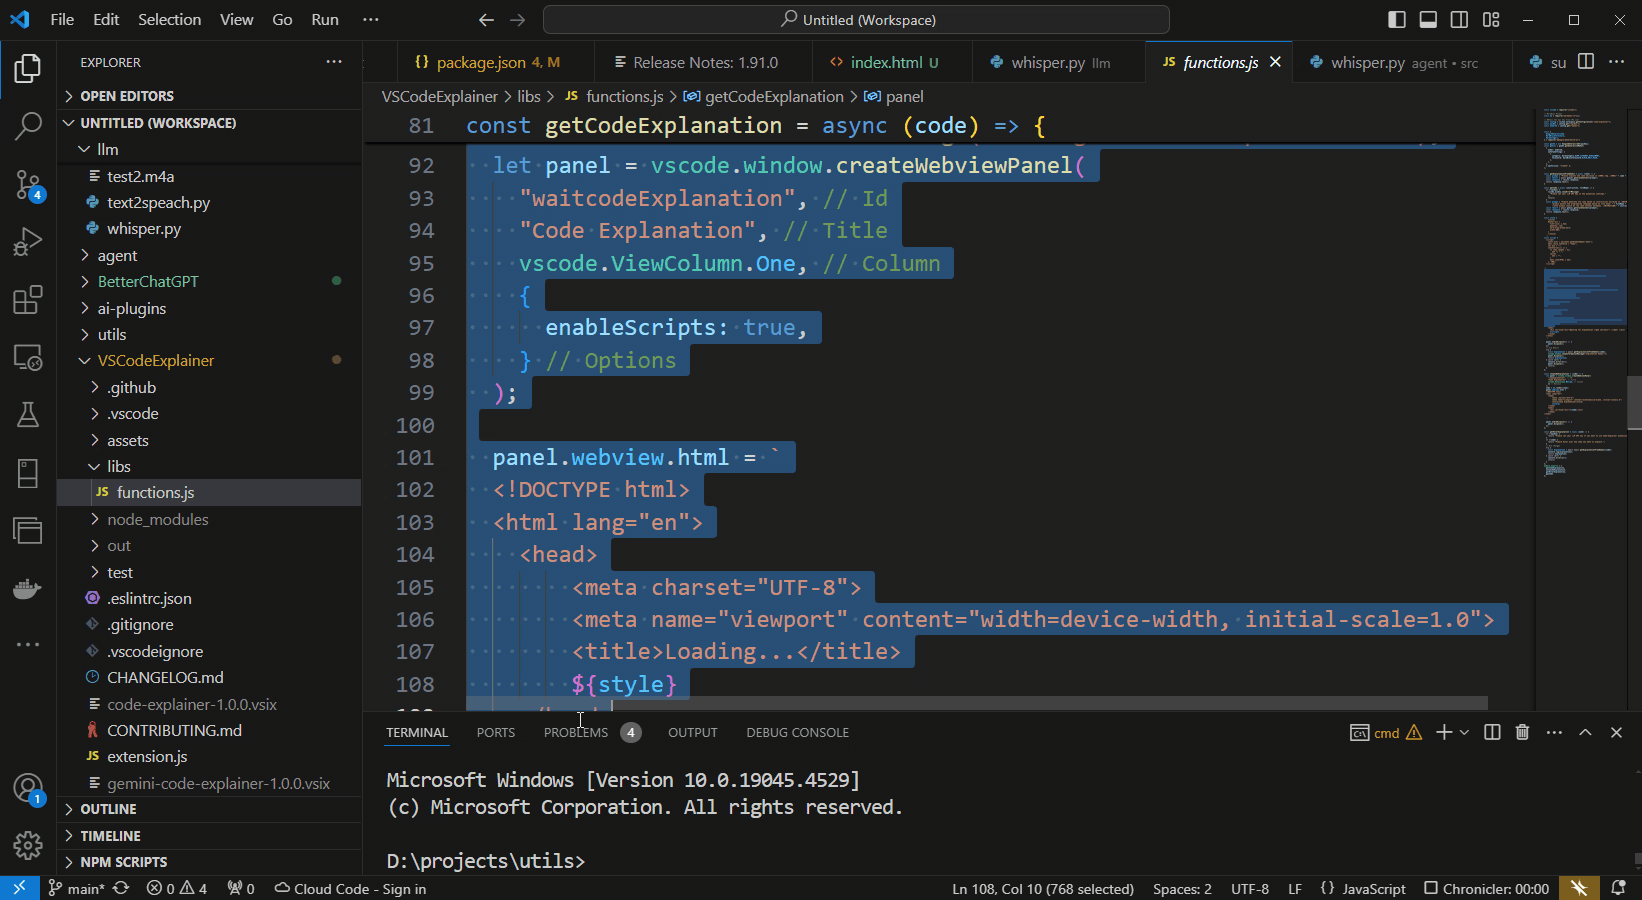 File Edit Selection View Go Run ···
Untitled (Workspace)
EXPLORER ···
{} package.json 4, M
Release Notes: 1.91.0
<> index.html U
whisper.py llm
JS functions.js
whisper.py agent • src
su
OPEN EDITORS
UNTITLED (WORKSPACE)
llm
test2.m4a
text2speach.py
whisper.py
agent
BetterChatGPT
ai-plugins
utils
VSCodeExplainer
.github
.vscode
assets
libs
JS functions.js
node_modules
out
test
.eslintrc.json
.gitignore
.vscodeignore
CHANGELOG.md
code-explainer-1.0.0.vsix
CONTRIBUTING.md
JS extension.js
gemini-code-explainer-1.0.0.vsix
OUTLINE
TIMELINE
NPM SCRIPTS
4
1
VSCodeExplainer > libs > JS functions.js > getCodeExplanation > panel
81 const getCodeExplanation = async (code) => {
92 let panel = vscode.window.createWebviewPanel(
93 "waitcodeExplanation", // Id
94 "Code Explanation", // Title
95 vscode.ViewColumn.One, // Column
96 {
97 enableScripts: true,
98 } // Options
99 );
100
101 panel.webview.html = `
102 <!DOCTYPE html>
103 <html lang="en">
104 <head>
105 <meta charset="UTF-8">
106 <meta name="viewport" content="width=device-width, initial-scale=1.0">
107 <title>Loading...</title>
108 ${style}
TERMINAL PORTS PROBLEMS 4 OUTPUT DEBUG CONSOLE
cmd
Microsoft Windows [Version 10.0.19045.4529]
(c) Microsoft Corporation. All rights reserved.
D:\projects\utils>
main* 0 4 0 Cloud Code - Sign in
Ln 108, Col 10 (768 selected) Spaces: 2 UTF-8 LF {} JavaScript Chronicler: 00:00